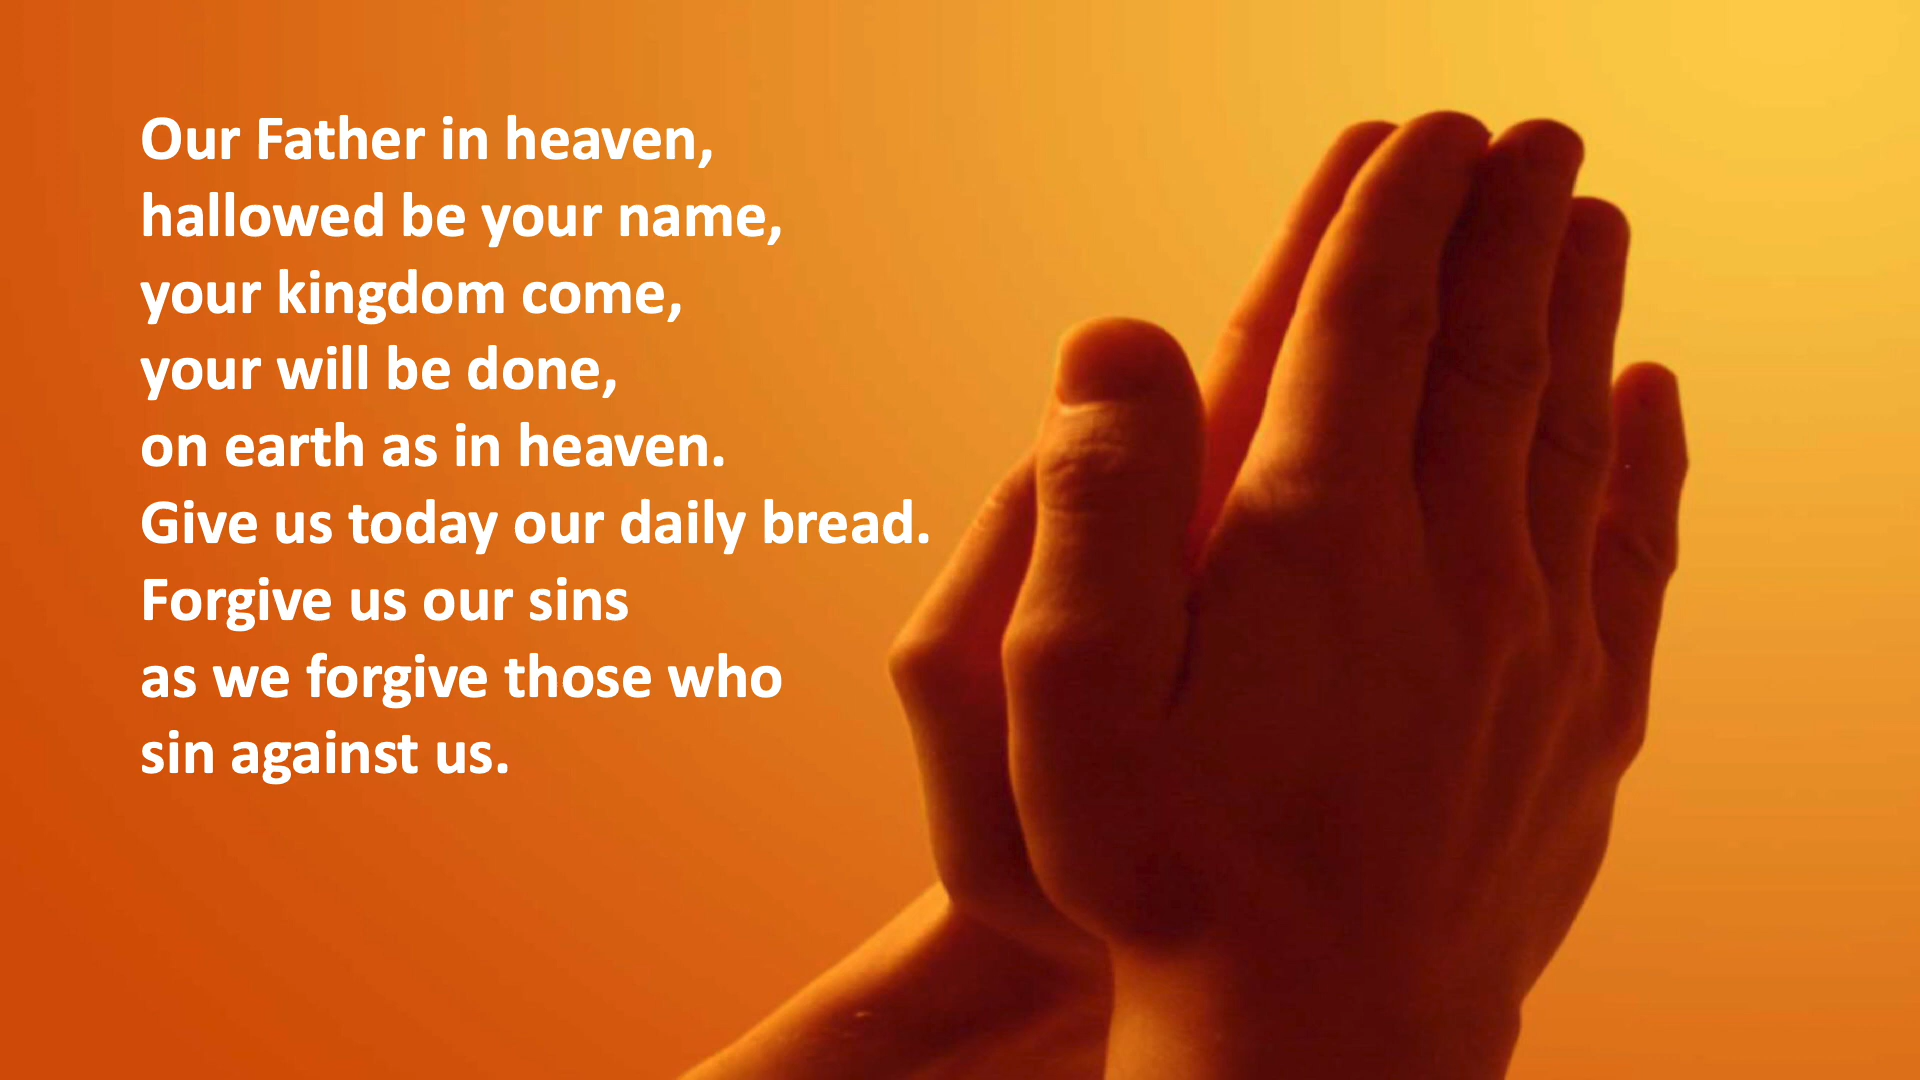 Our Father in heaven,
hallowed be your name,
your kingdom come,
your will be done,
on earth as in heaven.
Give us today our daily bread.
Forgive us our sins
as we forgive those who
sin against us.